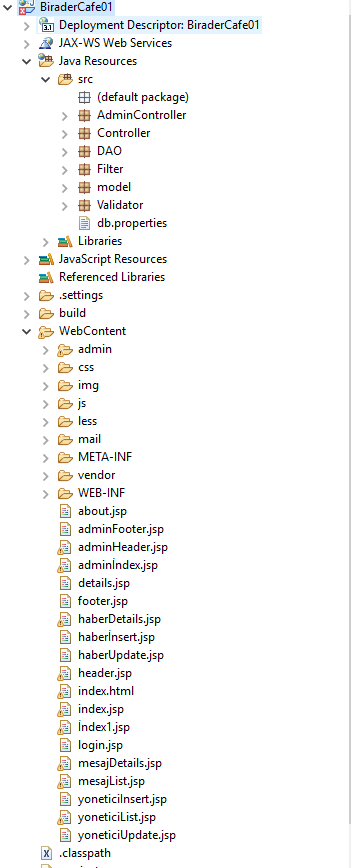 BiraderCafe01
Deployment Descriptor: BiraderCafe01
JAX-WS Web Services
Java Resources
src
(default package)
AdminController
Controller
DAO
Filter
model
Validator
db.properties
Libraries
JavaScript Resources
Referenced Libraries
.settings
build
WebContent
admin
css
img
js
less
mail
META-INF
vendor
WEB-INF
about.jsp
adminFooter.jsp
adminHeader.jsp
adminİndex.jsp
details.jsp
footer.jsp
haberDetails.jsp
haberİnsert.jsp
haberUpdate.jsp
header.jsp
index.html
index.jsp
İndex1.jsp
login.jsp
mesajDetails.jsp
mesajList.jsp
yoneticiInsert.jsp
yoneticiList.jsp
yoneticiUpdate.jsp
.classpath